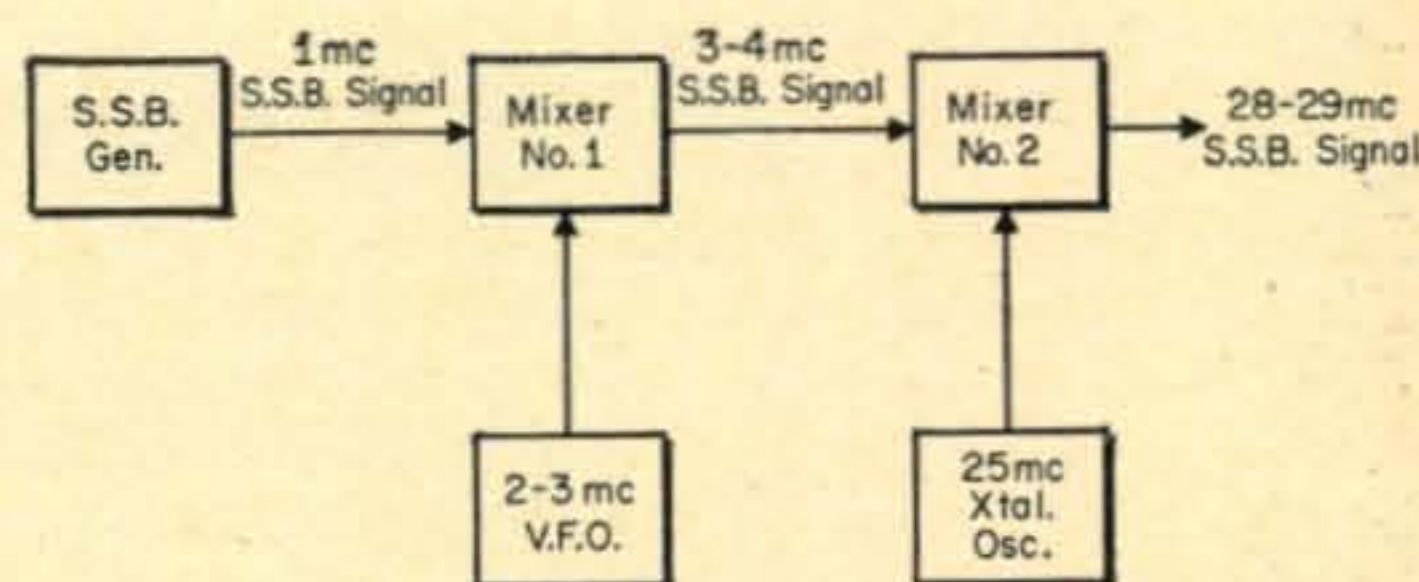 1mc
S.S.B. Signal
3-4mc
S.S.B. Signal
S.S.B.
Gen.
Mixer
No. 1
Mixer
No. 2
28-29mc
S.S.B. Signal
2-3 mc
V.F.O.
25mc
Xtal.
Osc.